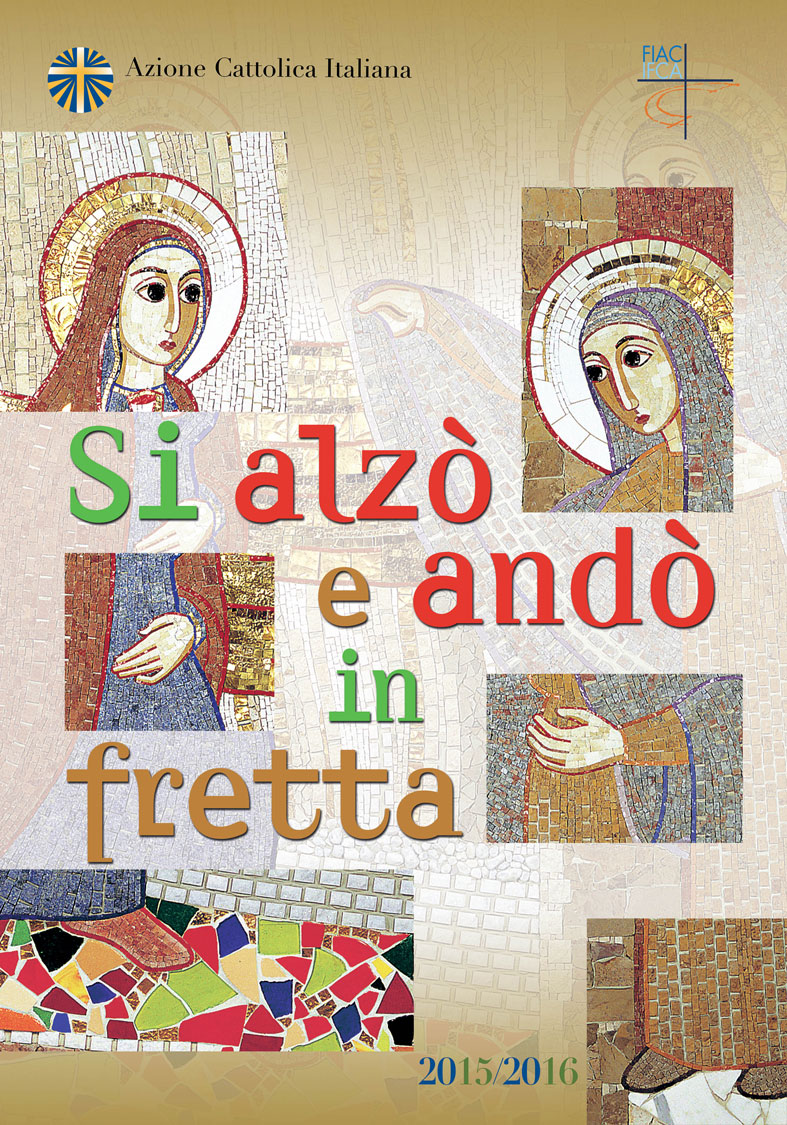 Azione Cattolica Italiana
FIAC
IFCA
Si alzò
e andò
in
fretta
2015/2016